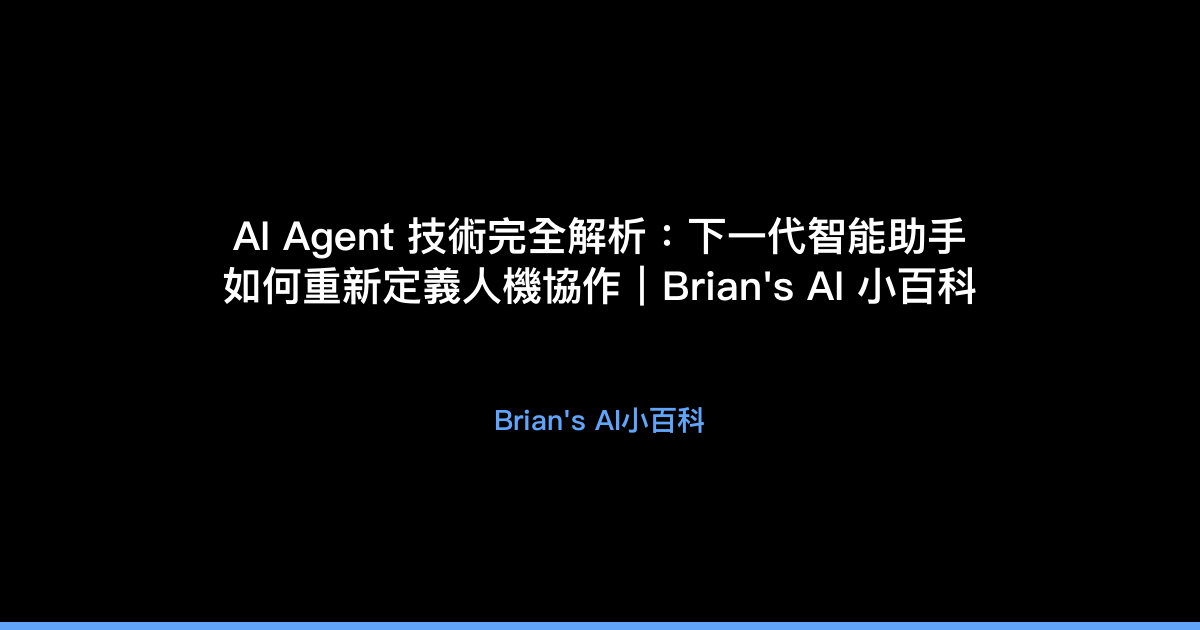 AI Agent 技術完全解析：下一代智能助手
如何重新定義人機協作｜Brian's AI 小百科
Brian's AI小百科